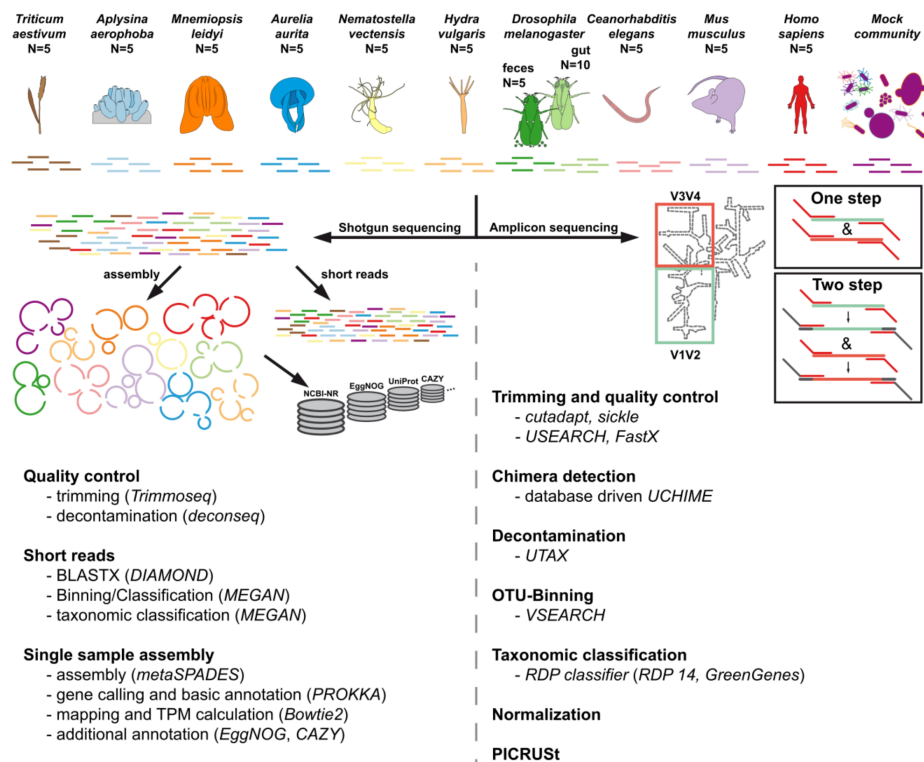 Triticum aestivum N=5
Aplysina aerophoba N=5
Mnemiopsis leidyi N=5
Aurelia aurita N=5
Nematostella vectensis N=5
Hydra vulgaris N=5
Drosophila melanogaster
feces N=5
gut N=10
Ceanorhabditis elegans N=5
Mus musculus N=5
Homo sapiens N=5
Mock community
Shotgun sequencing
Amplicon sequencing
V3V4
V1V2
One step
&
Two step
&
assembly
short reads
NCBI-NR
EggNOG
UniProt
CAZY
...
Quality control
- trimming (Trimmoseq)
- decontamination (deconseq)
Short reads
- BLASTX (DIAMOND)
- Binning/Classification (MEGAN)
- taxonomic classification (MEGAN)
Single sample assembly
- assembly (metaSPADES)
- gene calling and basic annotation (PROKKA)
- mapping and TPM calculation (Bowtie2)
- additional annotation (EggNOG, CAZY)
Trimming and quality control
- cutadapt, sickle
- USEARCH, FastX
Chimera detection
- database driven UCHIME
Decontamination
- UTAX
OTU-Binning
- VSEARCH
Taxonomic classification
- RDP classifier (RDP 14, GreenGenes)
Normalization
PICRUSt